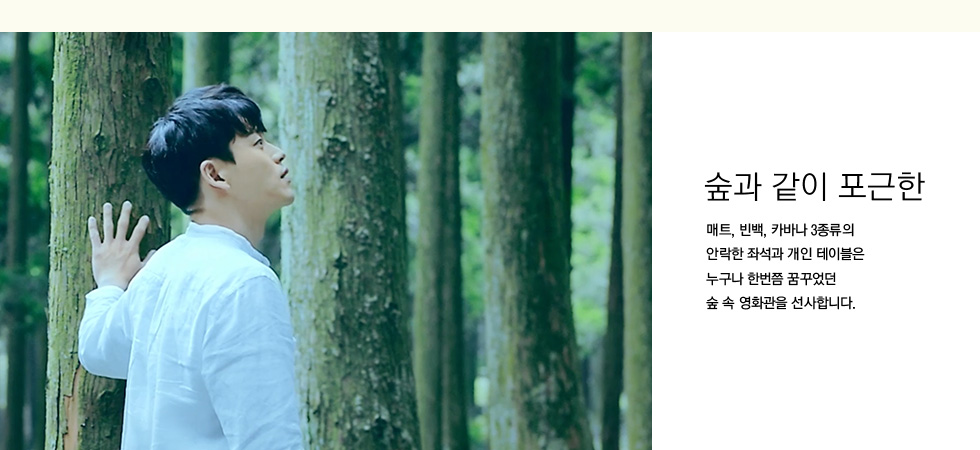 숲과 같이 포근한
매트, 빈백, 카바나 3종류의
안락한 좌석과 개인 테이블은
누구나 한번쯤 꿈꾸었던
숲 속 영화관을 선사합니다.